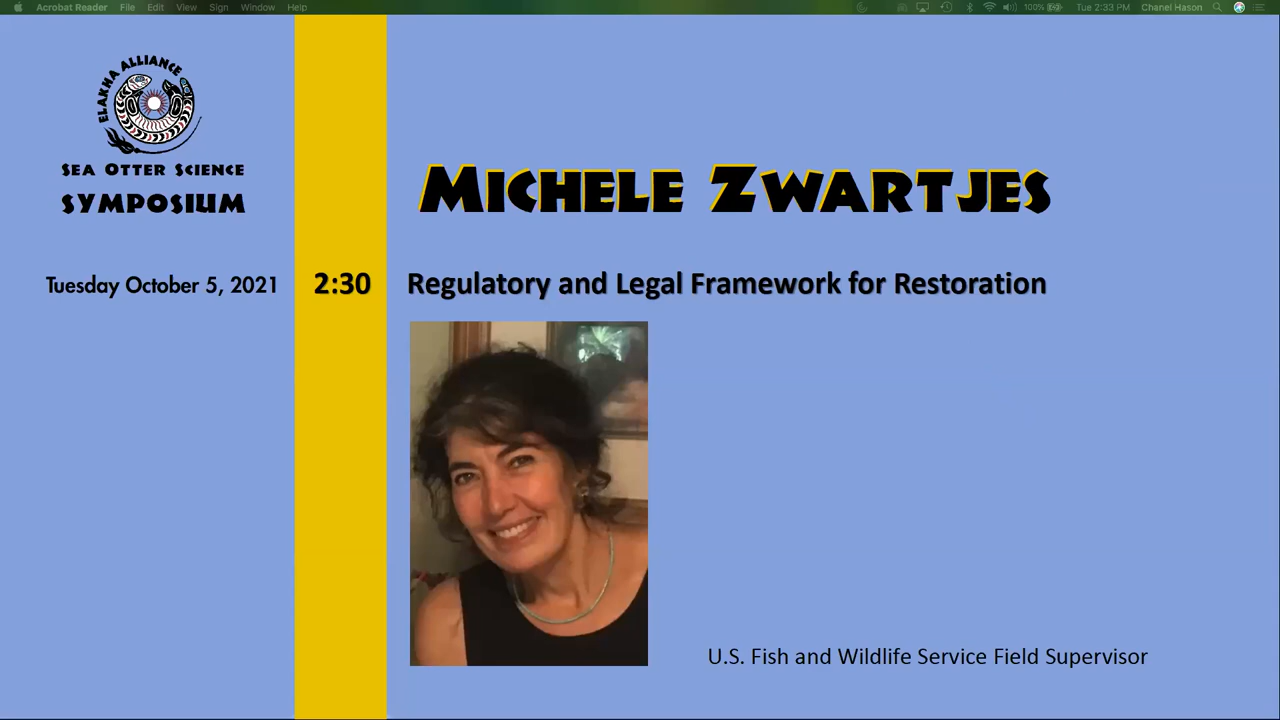 Acrobat Reader File Edit View Sign Window Help 100% Tue 2:33 PM Chanel Hason
ELAKHA ALLIANCE
SEA OTTER SCIENCE
SYMPOSIUM
MICHELE ZWARTJES
Tuesday October 5, 2021 2:30 Regulatory and Legal Framework for Restoration
U.S. Fish and Wildlife Service Field Supervisor